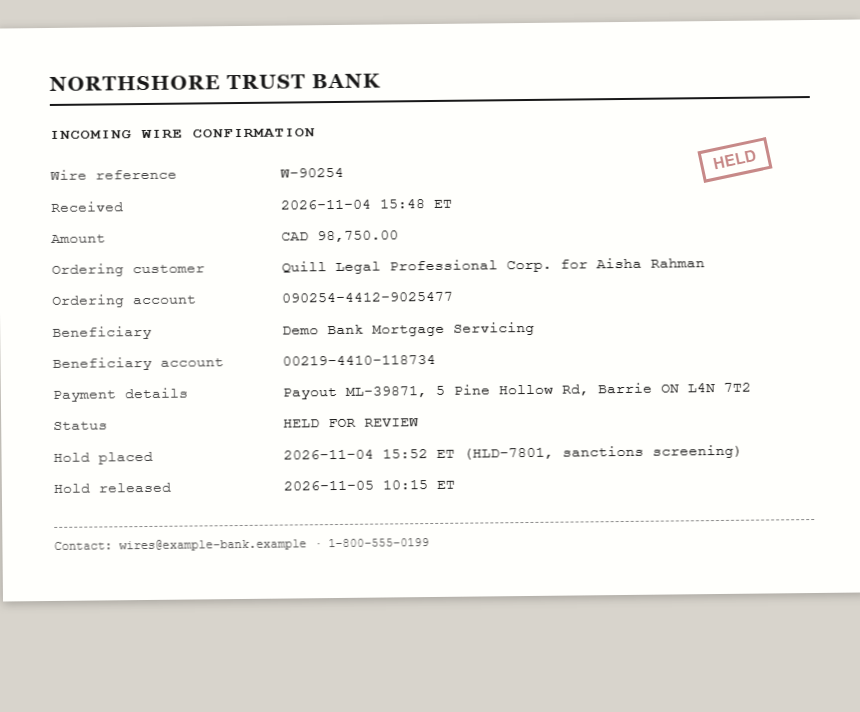 NORTHSHORE TRUST BANK
INCOMING WIRE CONFIRMATION
HELD
Wire reference W-90254
Received 2026-11-04 15:48 ET
Amount CAD 98,750.00
Ordering customer Quill Legal Professional Corp. for Aisha Rahman
Ordering account 090254-4412-9025477
Beneficiary Demo Bank Mortgage Servicing
Beneficiary account 00219-4410-118734
Payment details Payout ML-39871, 5 Pine Hollow Rd, Barrie ON L4N 7T2
Status HELD FOR REVIEW
Hold placed 2026-11-04 15:52 ET (HLD-7801, sanctions screening)
Hold released 2026-11-05 10:15 ET
Contact: wires@example-bank.example · 1-800-555-0199